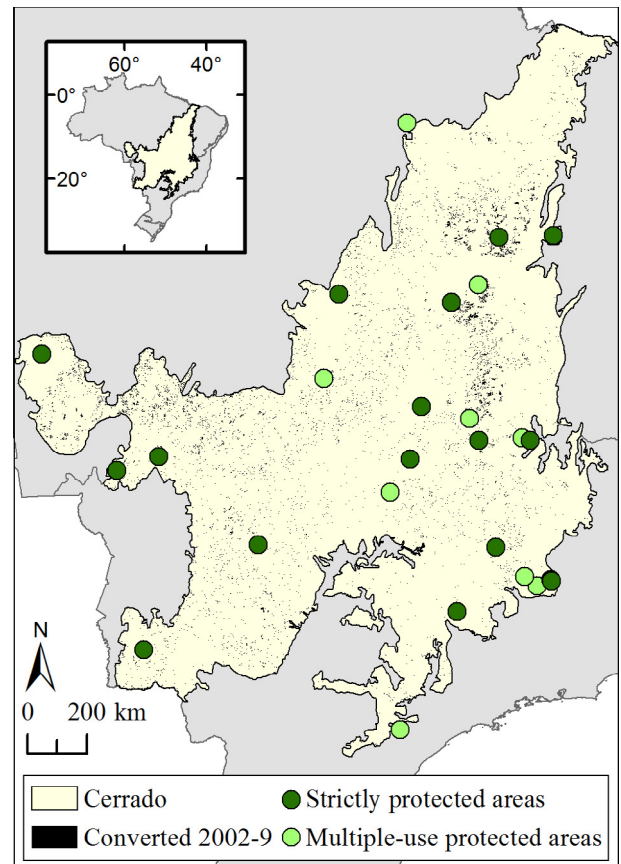 60° 40°
0°
20°
N
0 200 km
Cerrado Strictly protected areas
Converted 2002-9 Multiple-use protected areas